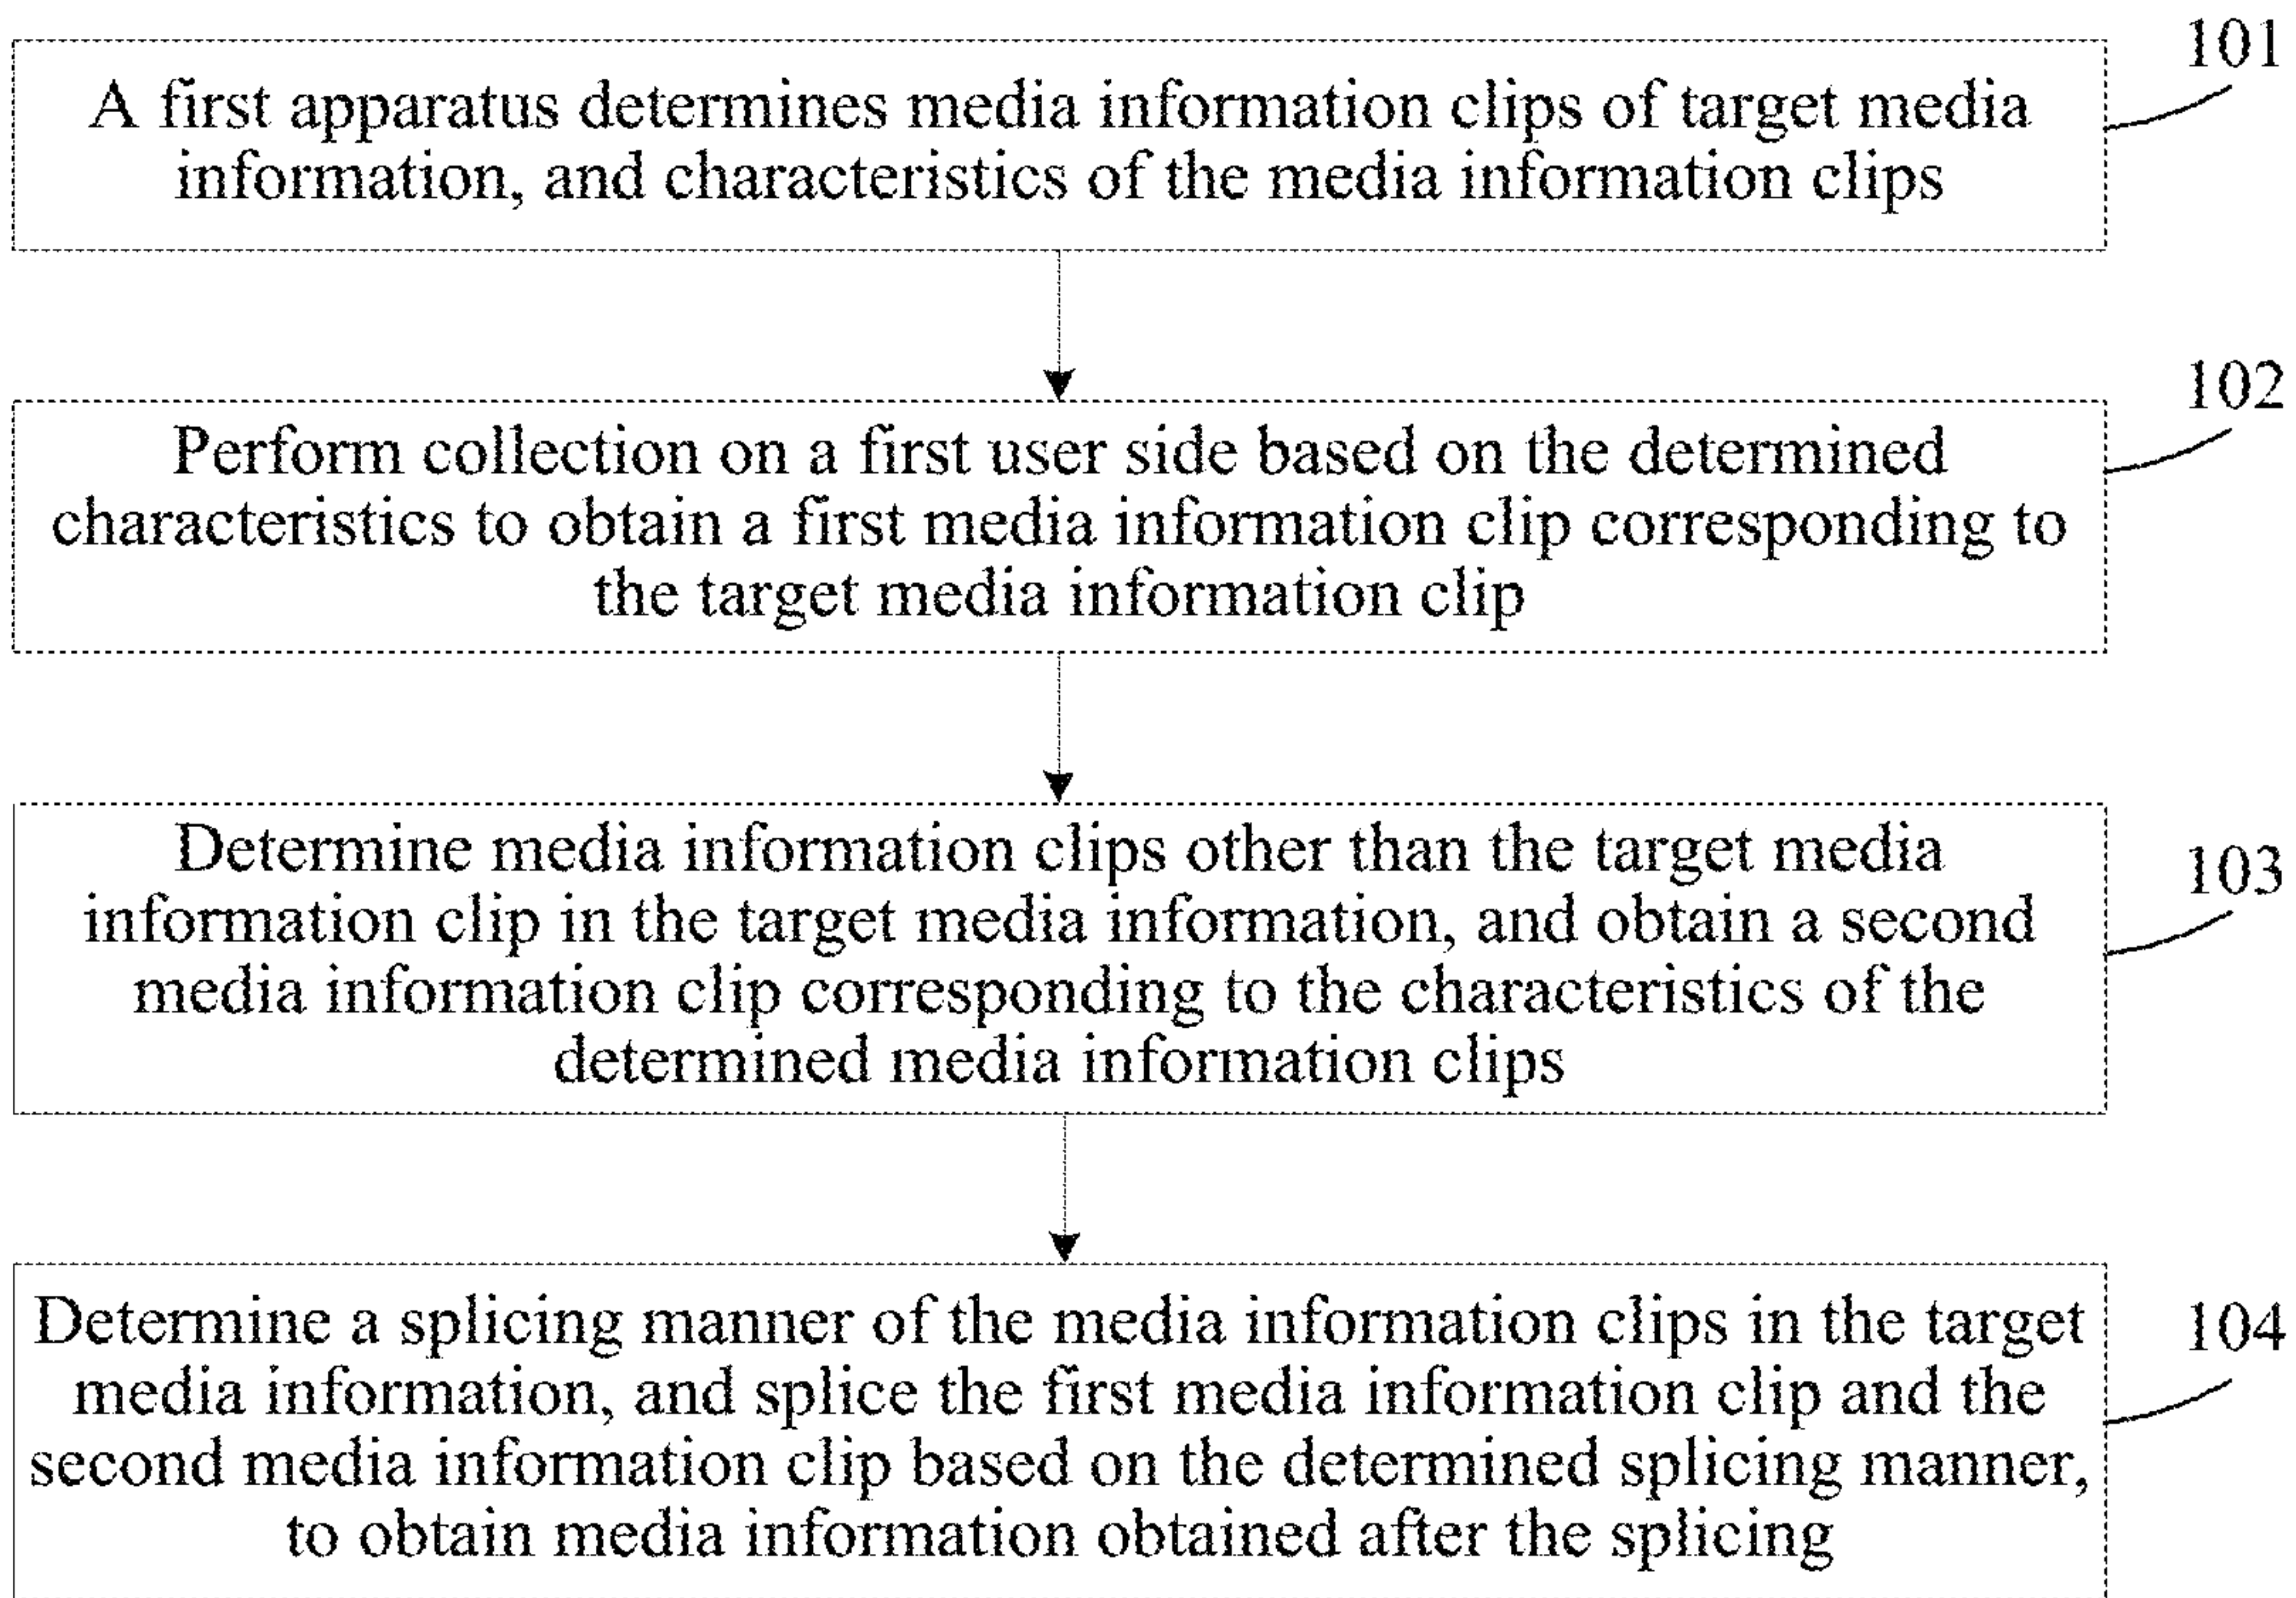 101
A first apparatus determines media information clips of target media
information, and characteristics of the media information clips
102
Perform collection on a first user side based on the determined
characteristics to obtain a first media information clip corresponding to
the target media information clip
103
Determine media information clips other than the target media
information clip in the target media information, and obtain a second
media information clip corresponding to the characteristics of the
determined media information clips
104
Determine a splicing manner of the media information clips in the target
media information, and splice the first media information clip and the
second media information clip based on the determined splicing manner,
to obtain media information obtained after the splicing